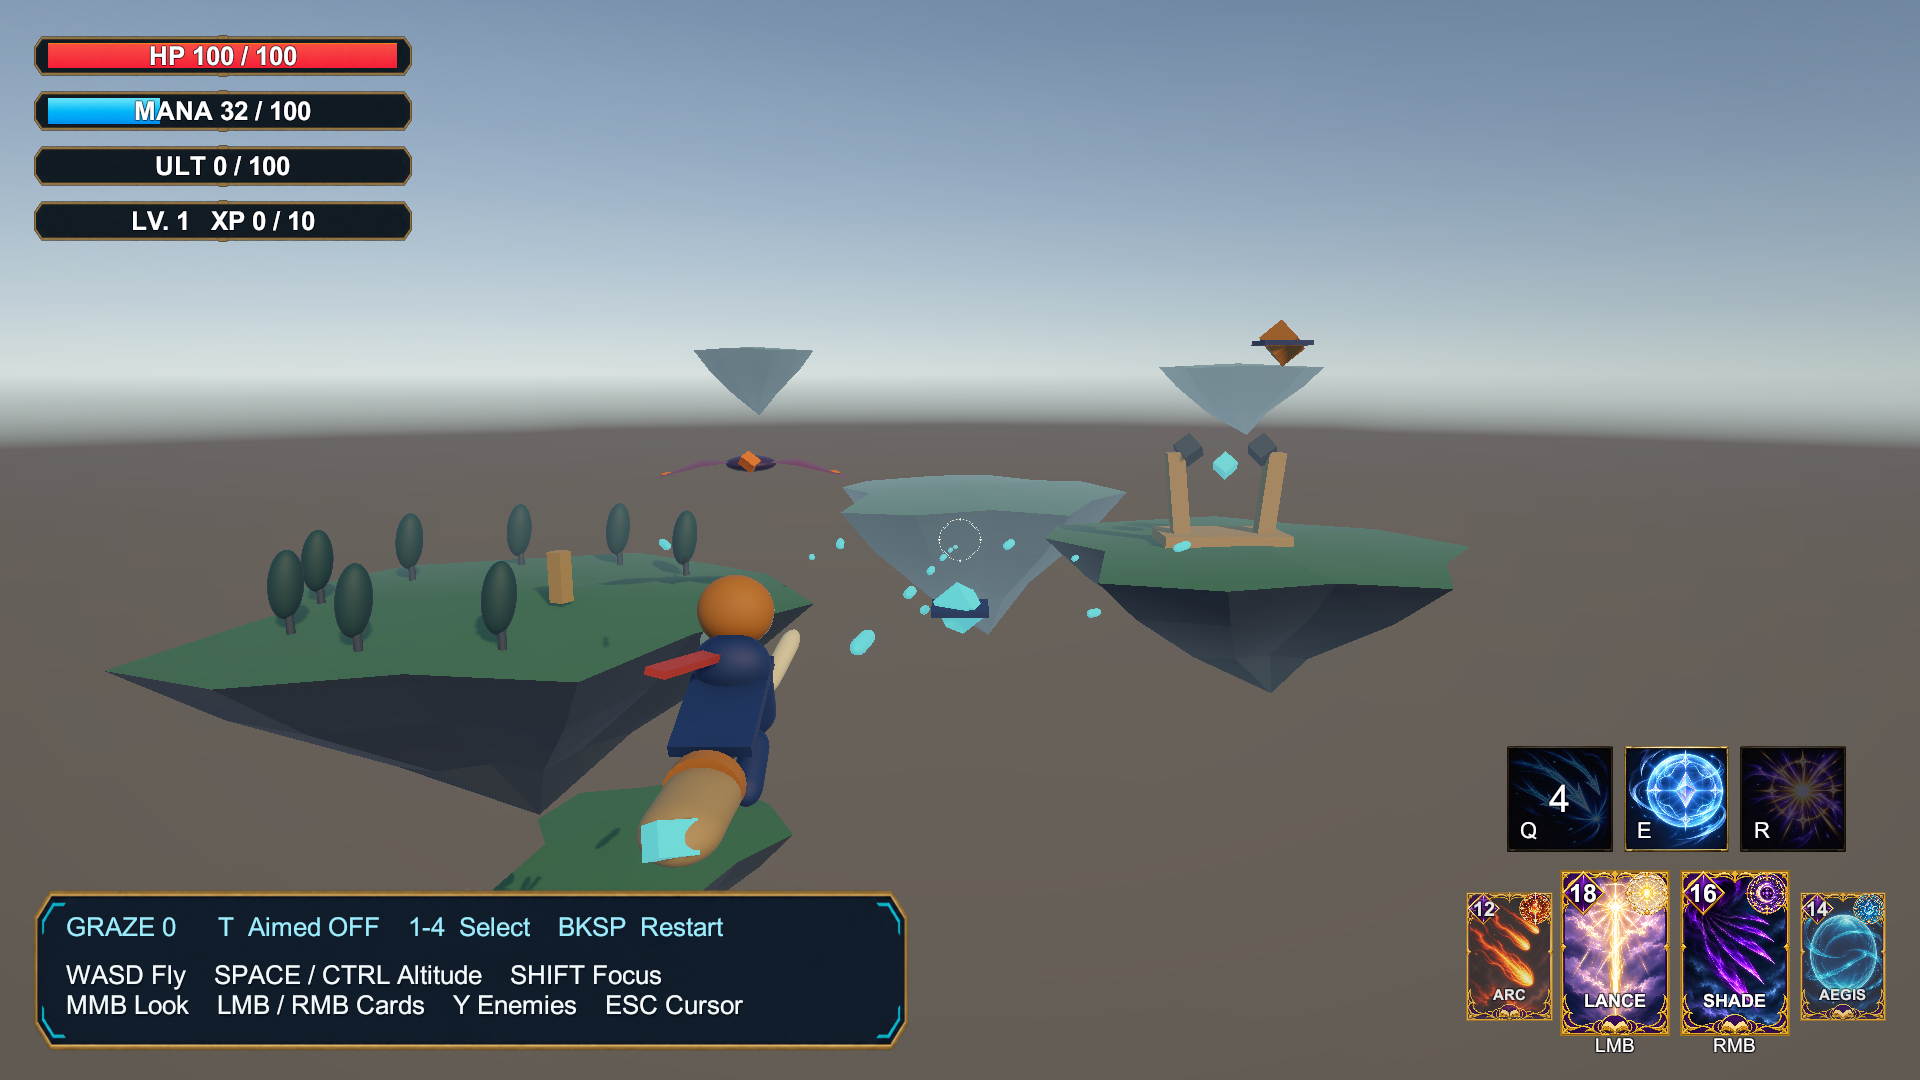 HP 100 / 100
MANA 32 / 100
ULT 0 / 100
LV. 1 XP 0 / 10
4
Q
E
R
12
ARC
18
LANCE
LMB
16
SHADE
RMB
14
AEGIS
GRAZE 0 T Aimed OFF 1-4 Select BKSP Restart
WASD Fly SPACE / CTRL Altitude SHIFT Focus
MMB Look LMB / RMB Cards Y Enemies ESC Cursor